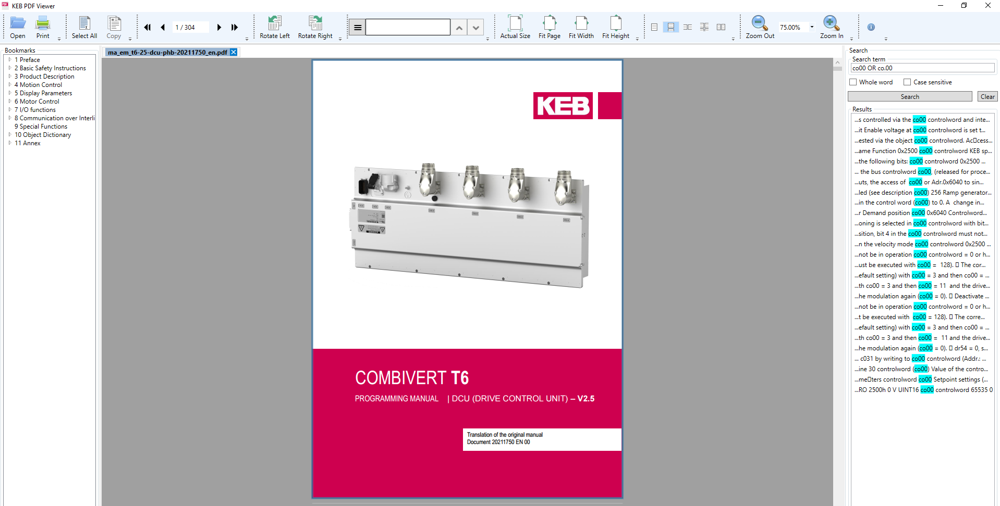 KEB PDF Viewer
Open
Print
Select All
Copy
1 / 304
Rotate Left
Rotate Right
Actual Size
Fit Page
Fit Width
Fit Height
Zoom Out
75.00%
Zoom In
Bookmarks
1 Preface
2 Basic Safety Instructions
3 Product Description
4 Motion Control
5 Display Parameters
6 Motor Control
7 I/O functions
8 Communication over Interli
9 Special Functions
10 Object Dictionary
11 Annex
ma_em_t6-25-dcu-phb-20211750_en.pdf
KEB
COMBIVERT T6
PROGRAMMING MANUAL | DCU (DRIVE CONTROL UNIT) – V2.5
Translation of the original manual
Document 20211750 EN 00
Search
Search term
co00 OR co.00
Whole word
Case sensitive
Search
Clear
Results
...s controlled via the co00 controlword and inte...
...it Enable voltage at co00 controlword is set t...
...ested via the object co00 controlword. Ac▯cess...
...ame Function 0x2500 co00 controlword KEB sp...
...the following bits: co00 controlword 0x2500 ...
... the bus controlword co00, (released for proce...
...uts, the access of co00 or Adr.0x6040 to sin...
...led (see description co00) 256 Ramp generator...
...in the control word (co00) to 0. A change in...
...r Demand position co00 0x6040 Controlword...
...oning is selected in co00 controlword with bit...
...sition, bit 4 in the co00 controlword must not...
...n the velocity mode co00 controlword 0x2500 ...
...not be in operation co00 controlword = 0 or h...
...ust be executed with co00 = 128). ▯ The cor...
...efault setting) with co00 = 3 and then co00 = ...
...th co00 = 3 and then co00 = 11 and the drive...
...he modulation again (co00 = 0). ▯ Deactivate ...
...not be in operation co00 controlword = 0 or h...
...t be executed with co00 = 128). ▯ The corre...
...efault setting) with co00 = 3 and then co00 = ...
...th co00 = 3 and then co00 = 11 and the drive...
...he modulation again (co00 = 0). ▯ dr54 = 0, s...
... c031 by writing to co00 controlword (Addr.: ...
...ine 30 controlword (co00) Value of the contro...
...me▯ters controlword co00 Setpoint settings (...
...RO 2500h 0 V UINT16 co00 controlword 65535 0